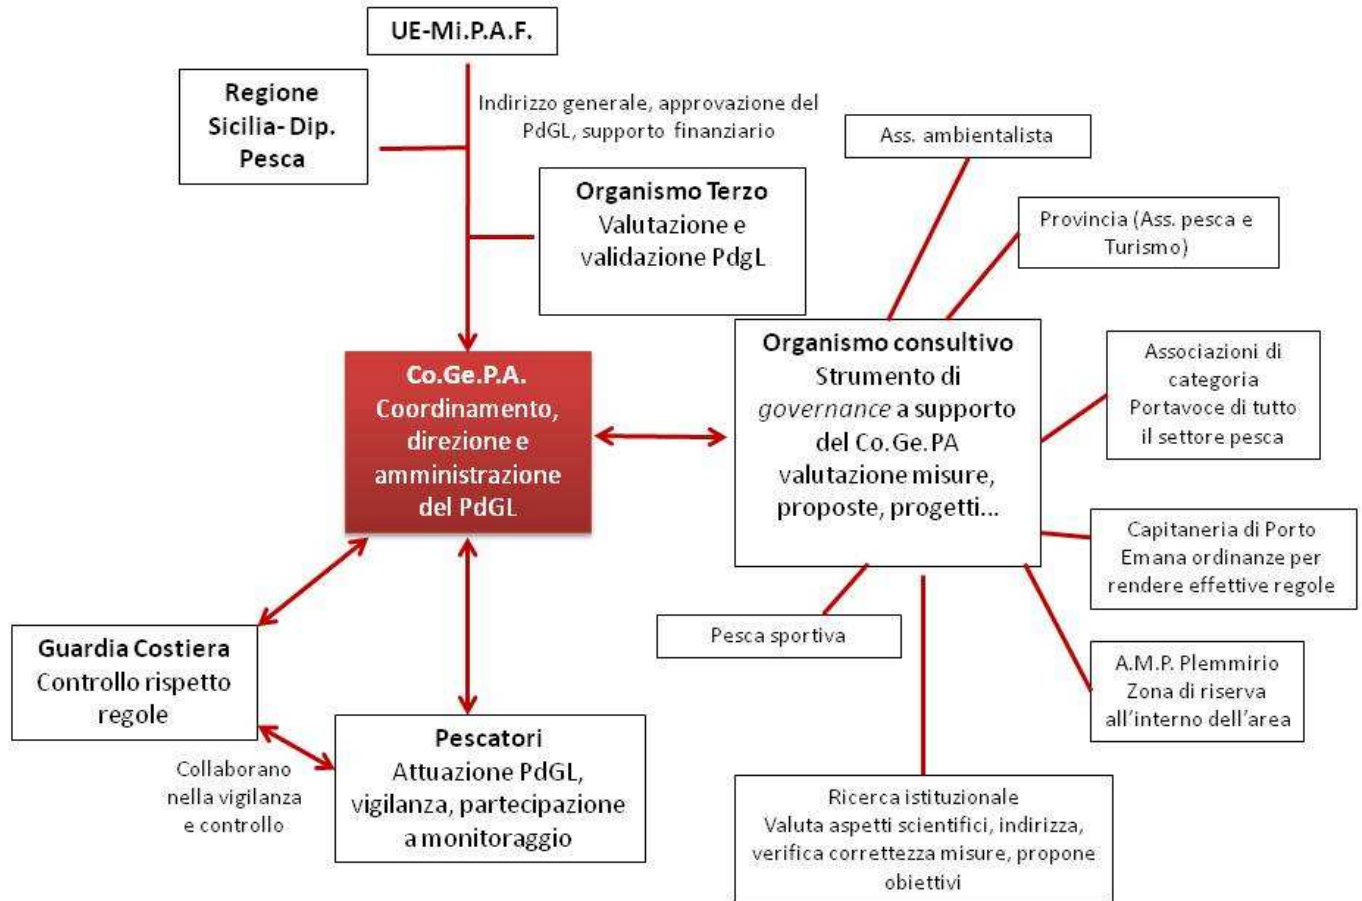 UE-Mi.P.A.F.
Regione
Sicilia- Dip.
Pesca
Indirizzo generale, approvazione del
PdGL, supporto finanziario
Organismo Terzo
Valutazione e
validazione PdgL
Ass. ambientalista
Provincia (Ass. pesca e
Turismo)
Co.Ge.P.A.
Coordinamento,
direzione e
amministrazione
del PdGL
Organismo consultivo
Strumento di
governance a supporto
del Co.Ge.PA
valutazione misure,
proposte, progetti...
Associazioni di
categoria
Portavoce di tutto
il settore pesca
Capitaneria di Porto
Emana ordinanze per
rendere effettive regole
Pesca sportiva
A.M.P. Plemmirio
Zona di riserva
all'interno dell'area
Guardia Costiera
Controllo rispetto
regole
Collaborano
nella vigilanza
e controllo
Pescatori
Attuazione PdGL,
vigilanza, partecipazione
a monitoraggio
Ricerca istituzionale
Valuta aspetti scientifici, indirizza,
verifica correttezza misure, propone
obiettivi